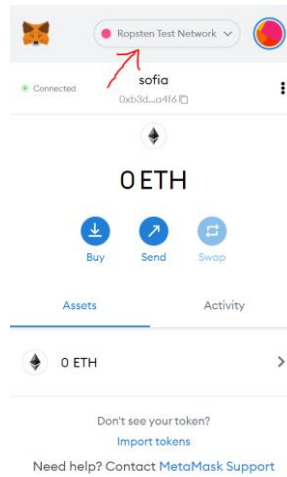 Ropsten Test Network
Connected
sofia
0xb3d...a4f6
0 ETH
Buy
Send
Swap
Assets
Activity
0 ETH
Don't see your token?
Import tokens
Need help? Contact MetaMask Support